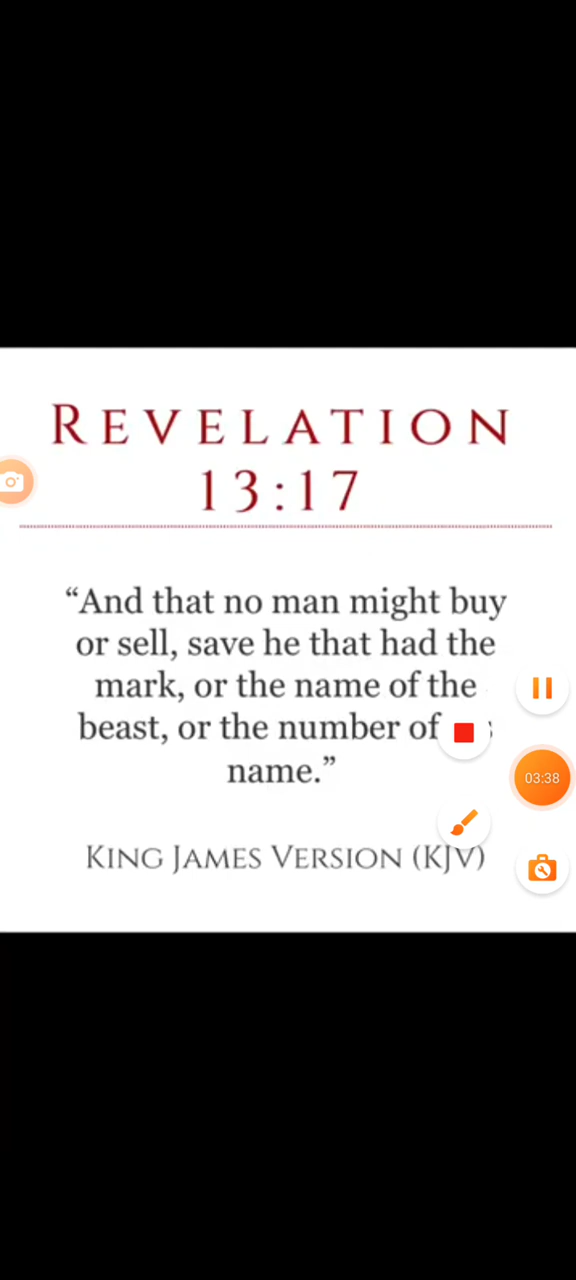 REVELATION
13:17
“And that no man might buy
or sell, save he that had the
mark, or the name of the
beast, or the number of
name.”
KING JAMES VERSION (KJV)
03:38